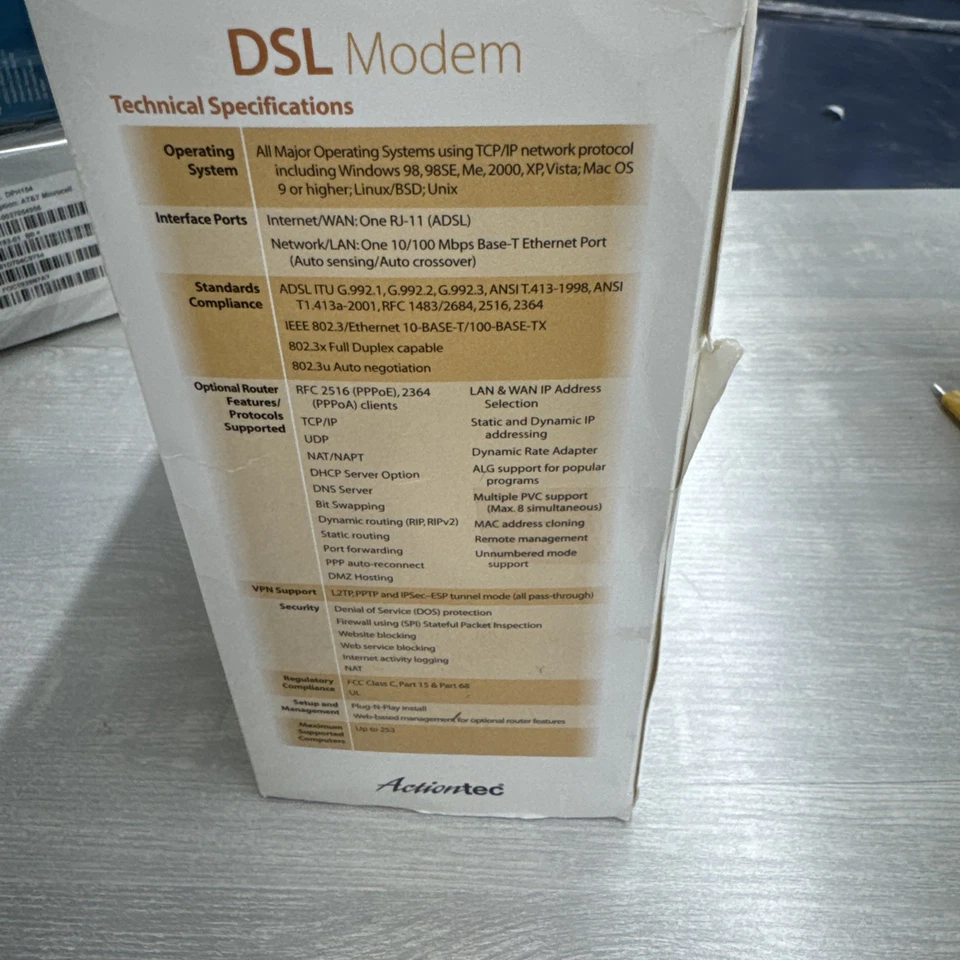 DSL Modem
Technical Specifications
Operating System
All Major Operating Systems using TCP/IP network protocol
including Windows 98, 98SE, Me, 2000, XP, Vista; Mac OS
9 or higher; Linux/BSD; Unix
Interface Ports
Internet/WAN: One RJ-11 (ADSL)
Network/LAN: One 10/100 Mbps Base-T Ethernet Port
(Auto sensing/Auto crossover)
Standards Compliance
ADSL ITU G.992.1, G.992.2, G.992.3, ANSI T.413-1998, ANSI
T1.413a-2001, RFC 1483/2684, 2516, 2364
IEEE 802.3/Ethernet 10-BASE-T/100-BASE-TX
802.3x Full Duplex capable
802.3u Auto negotiation
Optional Router
Features/
Protocols
Supported
RFC 2516 (PPPoE), 2364
(PPPoA) clients
TCP/IP
UDP
NAT/NAPT
DHCP Server Option
DNS Server
Bit Swapping
Dynamic routing (RIP, RIPv2)
Static routing
Port forwarding
PPP auto-reconnect
DMZ Hosting
LAN & WAN IP Address
Selection
Static and Dynamic IP
addressing
Dynamic Rate Adapter
ALG support for popular
programs
Multiple PVC support
(Max. 8 simultaneous)
MAC address cloning
Remote management
Unnumbered mode
support
VPN Support
L2TP, PPTP and IPSec-ESP tunnel mode (all pass-through)
Security
Denial of Service (DOS) protection
Firewall using (SPI) Stateful Packet Inspection
Website blocking
Web service blocking
Internet activity logging
NAT
Regulatory
Compliance
FCC Class C, Part 15 & Part 68
UL
Setup and
Management
Plug-N-Play install
Web-based management for optional router features
Maximum
Supported
Computers
Up to 253
Actiontec
DPH154
AT&T Microcell